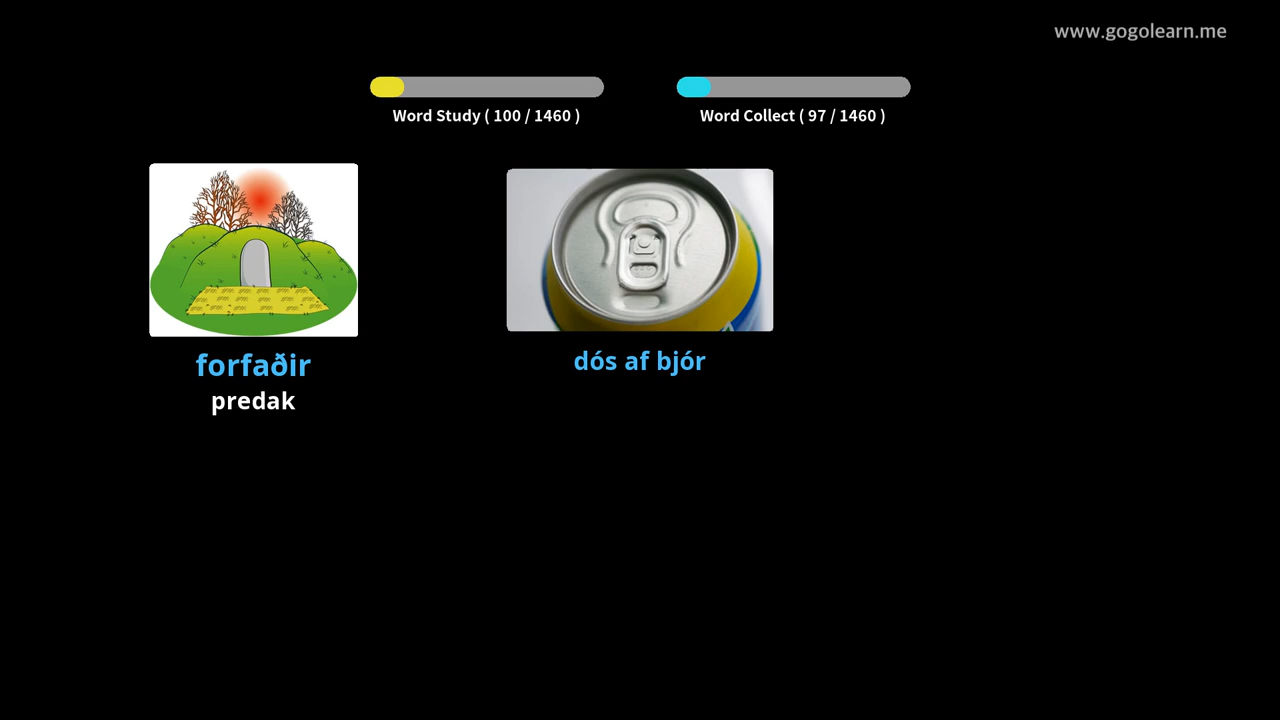 www.gogolearn.me
Word Study ( 100 / 1460 )
Word Collect ( 97 / 1460 )
forfaðir
predak
dós af bjór